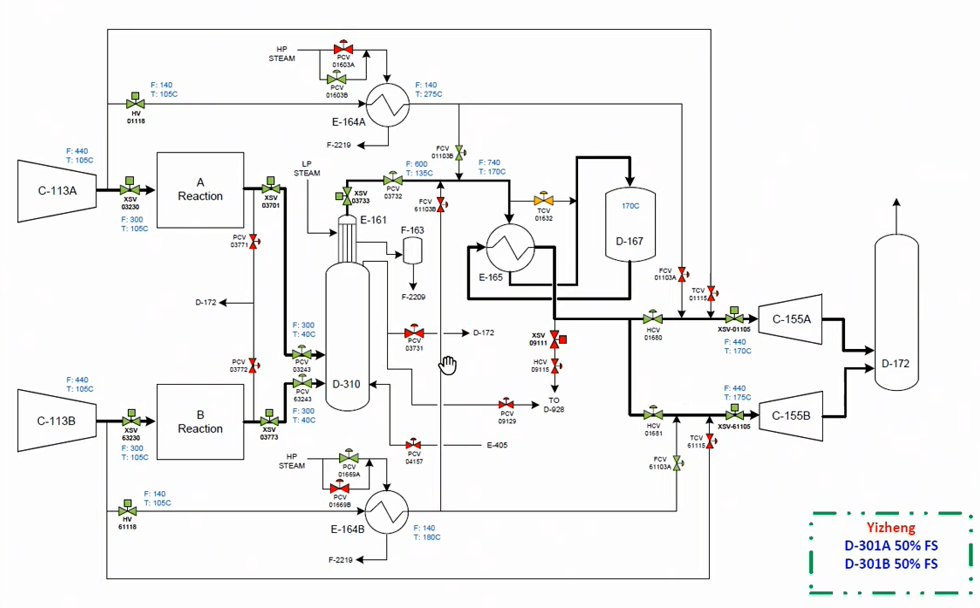 HP
STEAM
PCV
01603A
PCV
01603B
F: 140
T: 105C
HV
01118
E-164A
F: 140
T: 275C
F-2219
F: 440
T: 105C
C-113A
XSV
03230
F: 300
T: 105C
A
Reaction
XSV
03701
PCV
03771
D-172
PCV
03772
LP
STEAM
XSV
03733
E-161
F: 600
T: 135C
PCV
03732
FCV
01103B
F: 740
T: 170C
FCV
61103B
F-163
F-2209
TCV
01632
170C
D-167
E-165
F: 300
T: 40C
PCV
03243
D-310
PCV
63243
F: 300
T: 40C
PCV
03731
D-172
PCV
09129
PCV
04157
E-405
XSV
09111
HCV
09115
TO
D-928
FCV
01103A
TCV
01115
HCV
01680
XSV-01105
F: 440
T: 170C
C-155A
D-172
F: 440
T: 175C
HCV
01681
XSV-61105
C-155B
TCV
61115
FCV
61103A
F: 440
T: 105C
C-113B
XSV
63230
F: 300
T: 105C
B
Reaction
XSV
03773
HP
STEAM
PCV
01669A
PCV
01669B
F: 140
T: 105C
HV
61118
E-164B
F: 140
T: 180C
F-2219
Yizheng
D-301A 50% FS
D-301B 50% FS